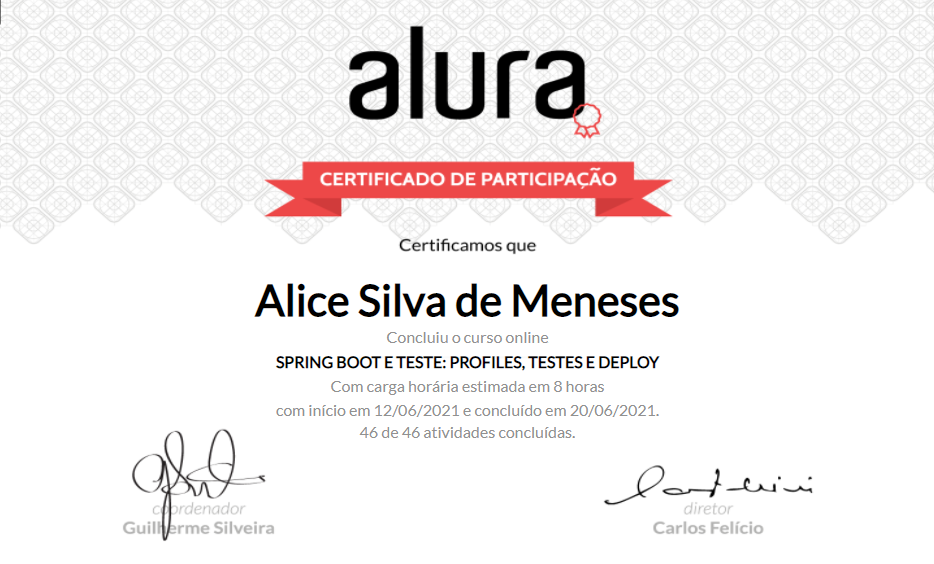 alura
CERTIFICADO DE PARTICIPAÇÃO
Certificamos que
Alice Silva de Meneses
Concluiu o curso online
SPRING BOOT E TESTE: PROFILES, TESTES E DEPLOY
Com carga horária estimada em 8 horas
com início em 12/06/2021 e concluído em 20/06/2021.
46 de 46 atividades concluídas.
coordenador
Guilherme Silveira
diretor
Carlos Felício